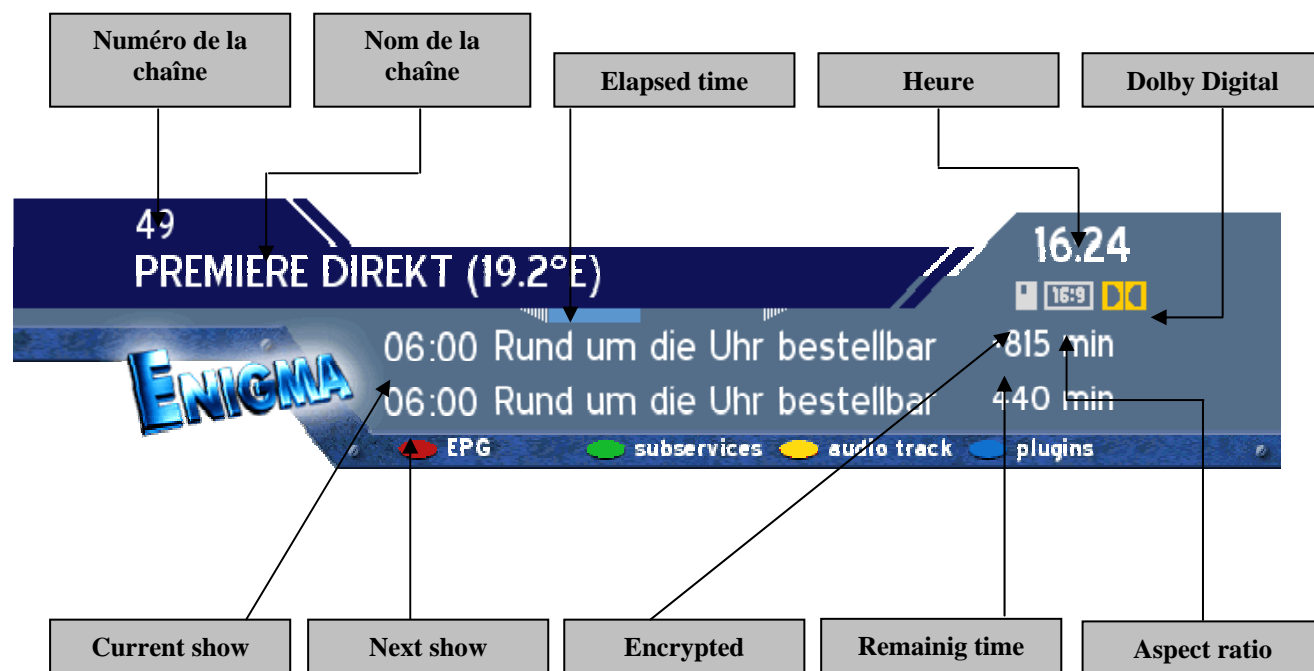 Numéro de la
chaîne
Nom de la
chaîne
Elapsed time
Heure
Dolby Digital
49
PREMIERE DIREKT (19.2°E)
16:24
16:9
06:00 Rund um die Uhr bestellbar -815 min
06:00 Rund um die Uhr bestellbar 440 min
ENIGMA
EPG subservices audio track plugins
Current show
Next show
Encrypted
Remainig time
Aspect ratio